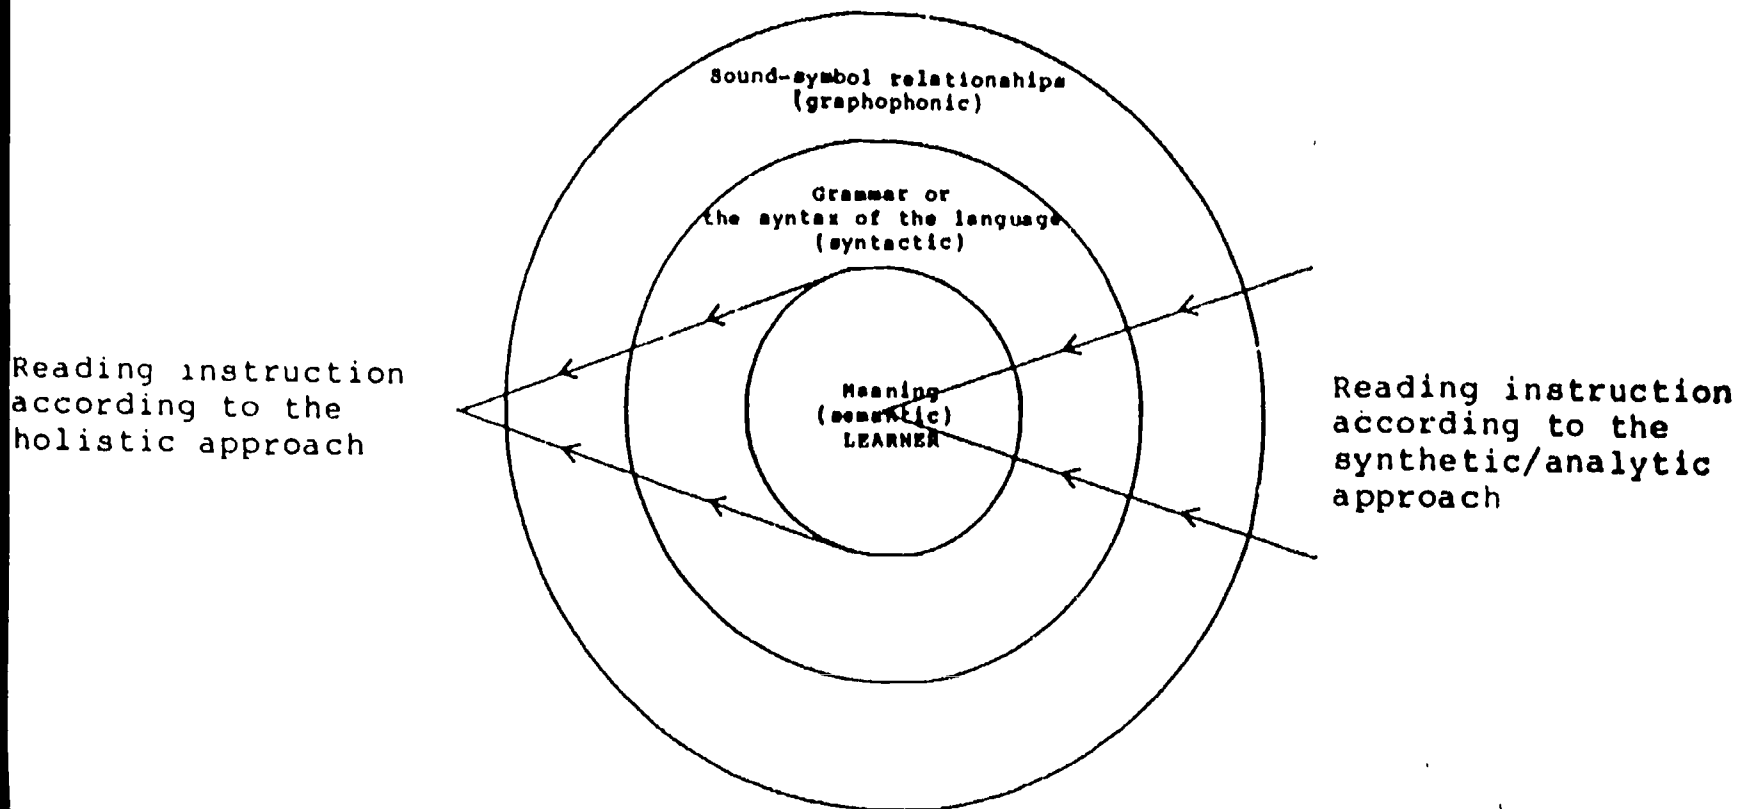 Sound-symbol relationships
(graphophonic)
Grammar or
the syntax of the language
(syntactic)
Meaning
(semantic)
LEARNER
Reading instruction
according to the
holistic approach
Reading instruction
according to the
synthetic/analytic
approach